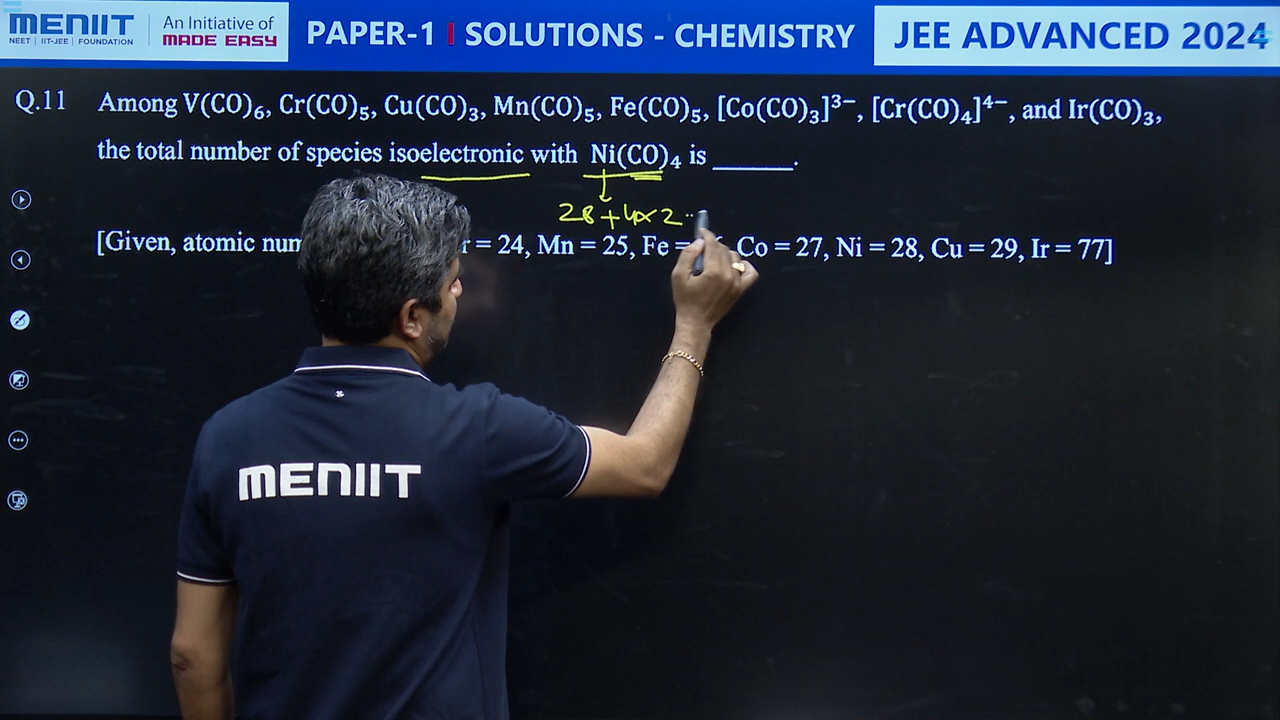 MENIIT
NEET | IIT-JEE | FOUNDATION
An Initiative of
MADE EASY
PAPER-1 | SOLUTIONS - CHEMISTRY
JEE ADVANCED 2024
Q.11 Among V(CO)₆, Cr(CO)₅, Cu(CO)₃, Mn(CO)₅, Fe(CO)₅, [Co(CO)₃]³⁻, [Cr(CO)₄]⁴⁻, and Ir(CO)₃,
the total number of species isoelectronic with Ni(CO)₄ is ______.
28+4×2
[Given, atomic = 24, Mn = 25, Fe = Co = 27, Ni = 28, Cu = 29, Ir = 77]
MENIIT